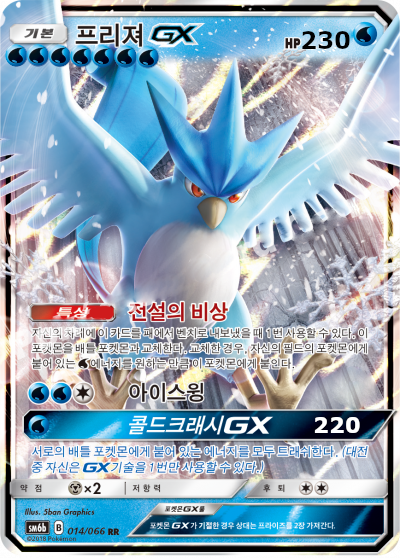 기본 프리져GX HP230
특성 전설의 비상
자신의 차례에 이 카드를 패에서 벤치로 내보냈을 때 1번 사용할 수 있다. 이
포켓몬을 배틀 포켓몬과 교체한다. 교체한 경우, 자신의 필드의 포켓몬에게
붙어 있는 에너지를 원하는 만큼 이 포켓몬에게 붙인다.
아이스윙
콜드크래시GX 220
서로의 배틀 포켓몬에게 붙어 있는 에너지를 모두 트래쉬한다. (대전
중 자신은 GX기술을 1번만 사용할 수 있다.)
약점 ×2 저항력 후퇴
Illus. 5ban Graphics 포켓몬GX룰
sm6b B 014/066 RR 포켓몬GX가 기절한 경우 상대는 프라이즈를 2장 가져간다.
©2018 Pokémon